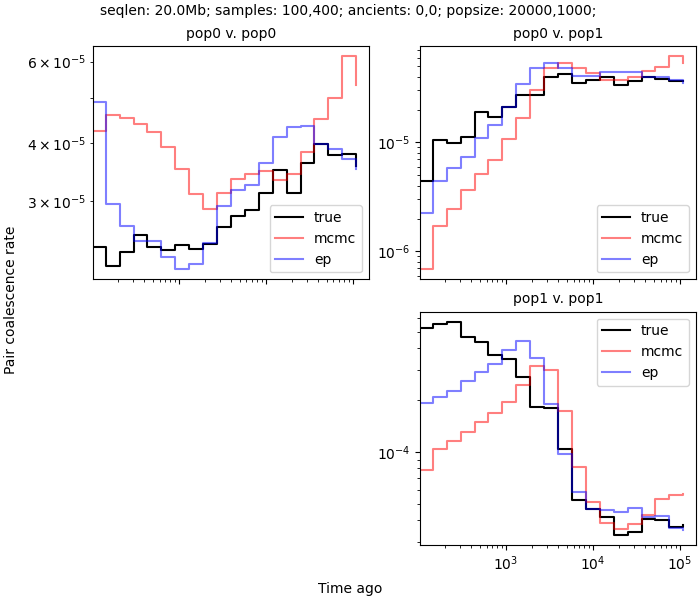 seqlen: 20.0Mb; samples: 100,400; ancients: 0,0; popsize: 20000,1000;
pop0 v. pop0
pop0 v. pop1
6 × 10⁻⁵
4 × 10⁻⁵
3 × 10⁻⁵
true
mcmc
ep
10⁻⁵
10⁻⁶
true
mcmc
ep
pop1 v. pop1
true
mcmc
ep
10⁻⁴
10³
10⁴
10⁵
Pair coalescence rate
Time ago